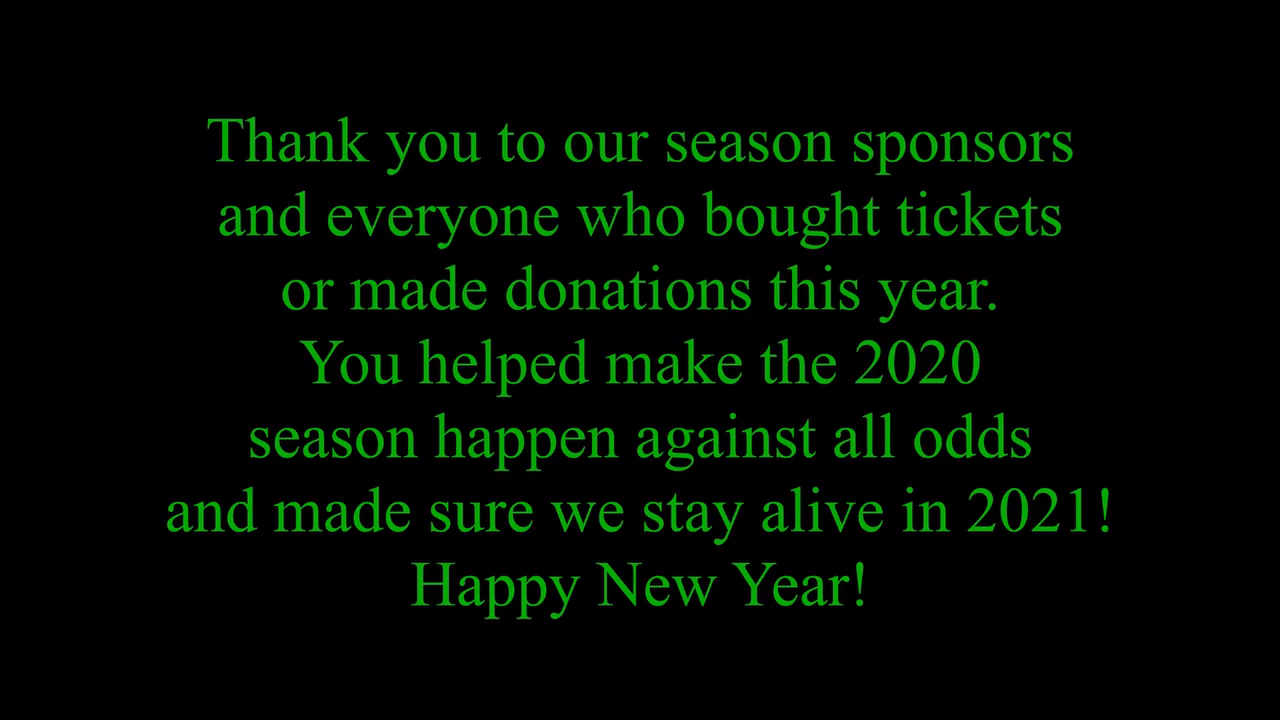 Thank you to our season sponsors
and everyone who bought tickets
or made donations this year.
You helped make the 2020
season happen against all odds
and made sure we stay alive in 2021!
Happy New Year!